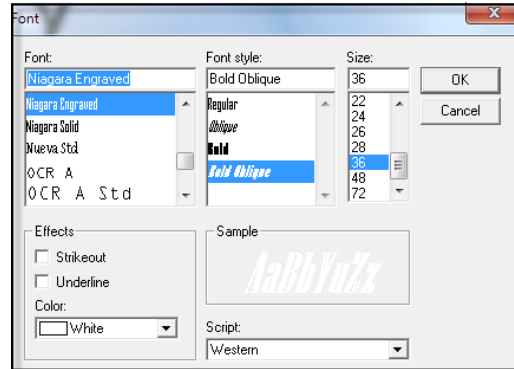 Font
Font:
Font style:
Size:
Niagara Engraved
Bold Oblique
36
OK
Cancel
Niagara Engraved
Niagara Solid
Nueva Std
OCR A
OCR A Std
Regular
Oblique
Bold
Bold Oblique
22
24
26
28
36
48
72
Effects
Strikeout
Underline
Color:
White
Sample
AaBbYyZz
Script:
Western